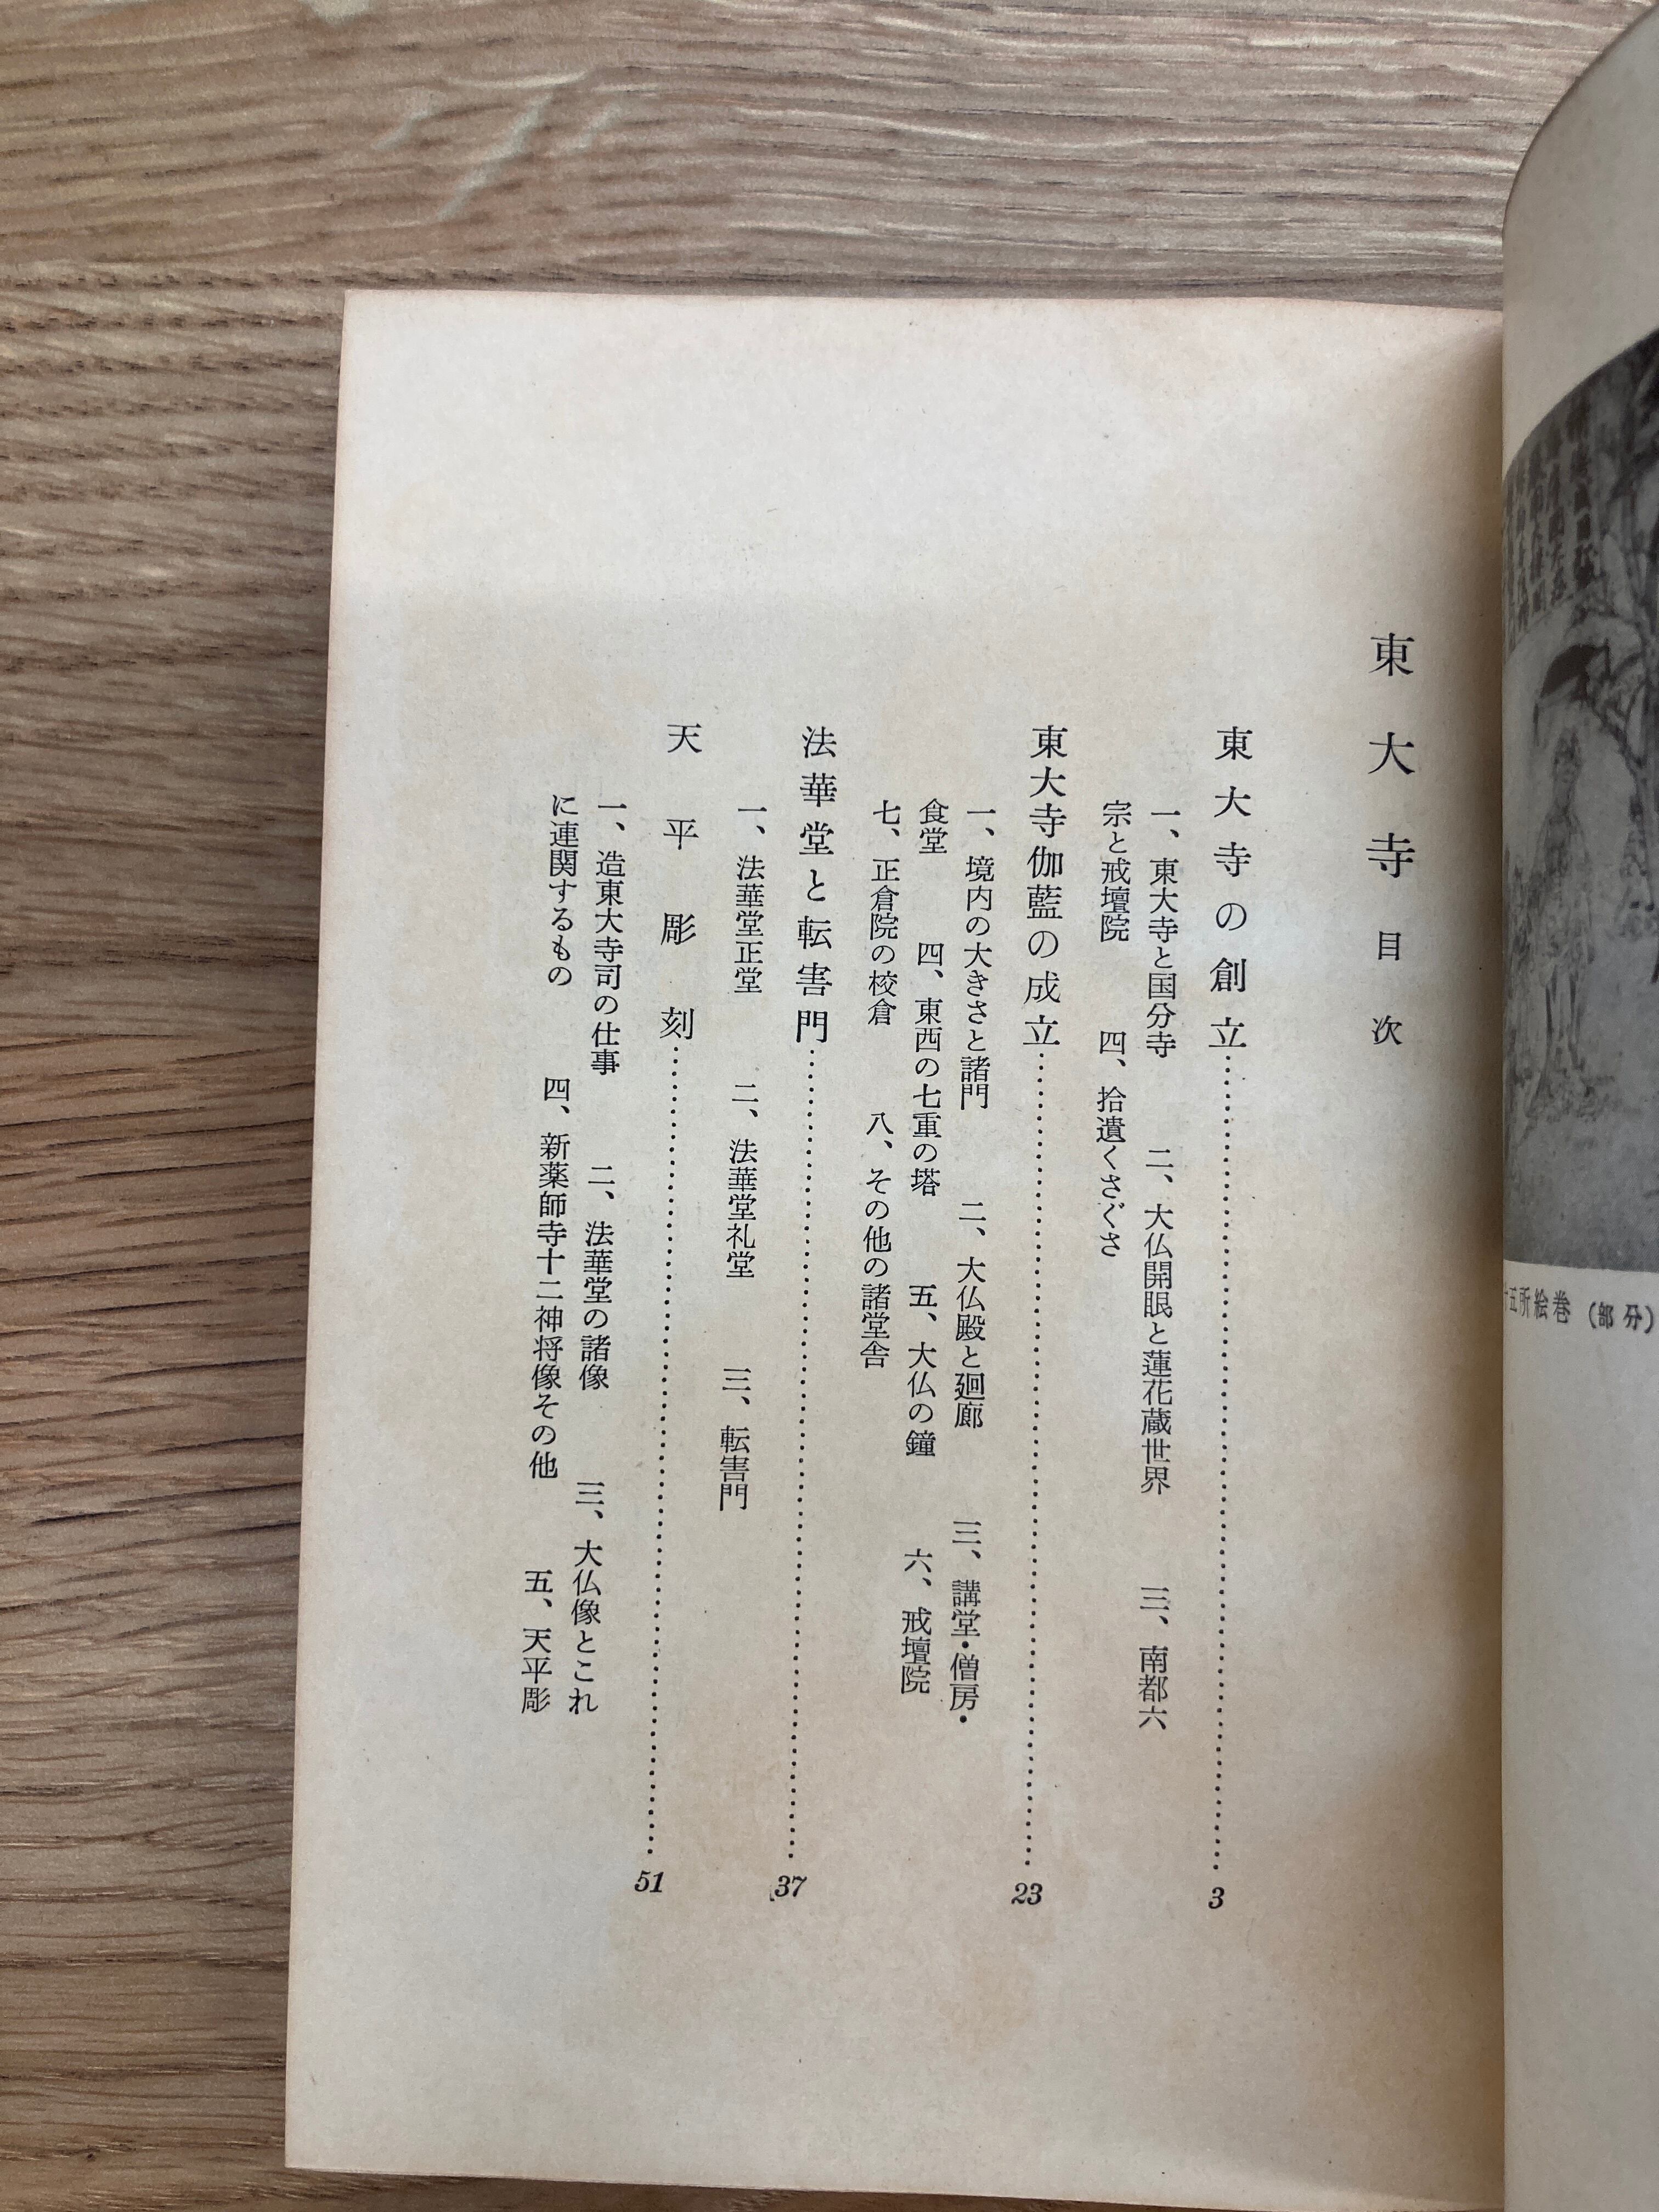 五所絵巻（部分）
東大寺 目次
東大寺の創立……3
一、東大寺と国分寺　二、大仏開眼と蓮花蔵世界　三、南都六
宗と戒壇院　四、拾遺くさぐさ
東大寺伽藍の成立……23
一、境内の大きさと諸門　二、大仏殿と廻廊　三、講堂・僧房・
食堂　四、東西の七重の塔　五、大仏の鐘　六、戒壇院
七、正倉院の校倉　八、その他の諸堂舎
法華堂と転害門……37
一、法華堂正堂　二、法華堂礼堂　三、転害門
天平彫刻……51
一、造東大寺司の仕事　二、法華堂の諸像　三、大仏像とこれ
に連関するもの　四、新薬師寺十二神将像その他　五、天平彫